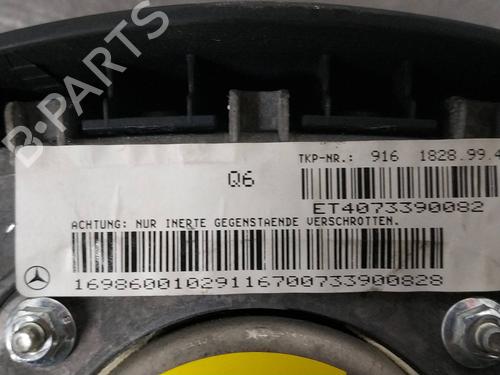 B-PARTS
TKP-NR.: 916 1828.99.4
Q6
ET4073390082
ACHTUNG: NUR INERTE GEGENSTAENDE VERSCHROTTEN.
1698600102911670073390082​8